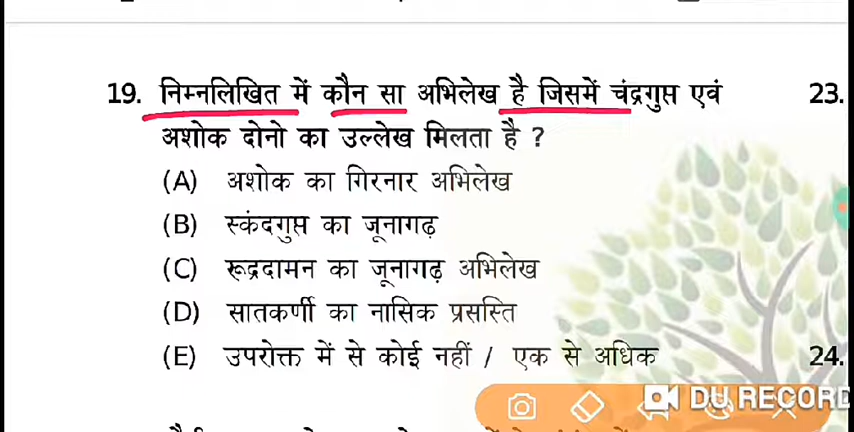 19. निम्नलिखित में कौन सा अभिलेख है जिसमें चंद्रगुप्त एवं
अशोक दोनो का उल्लेख मिलता है ?
(A) अशोक का गिरनार अभिलेख
(B) स्कंदगुप्त का जूनागढ़
(C) रूद्रदामन का जूनागढ़ अभिलेख
(D) सातकर्णी का नासिक प्रसस्ति
(E) उपरोक्त में से कोई नहीं / एक से अधिक
23.
24.
DU RECORD